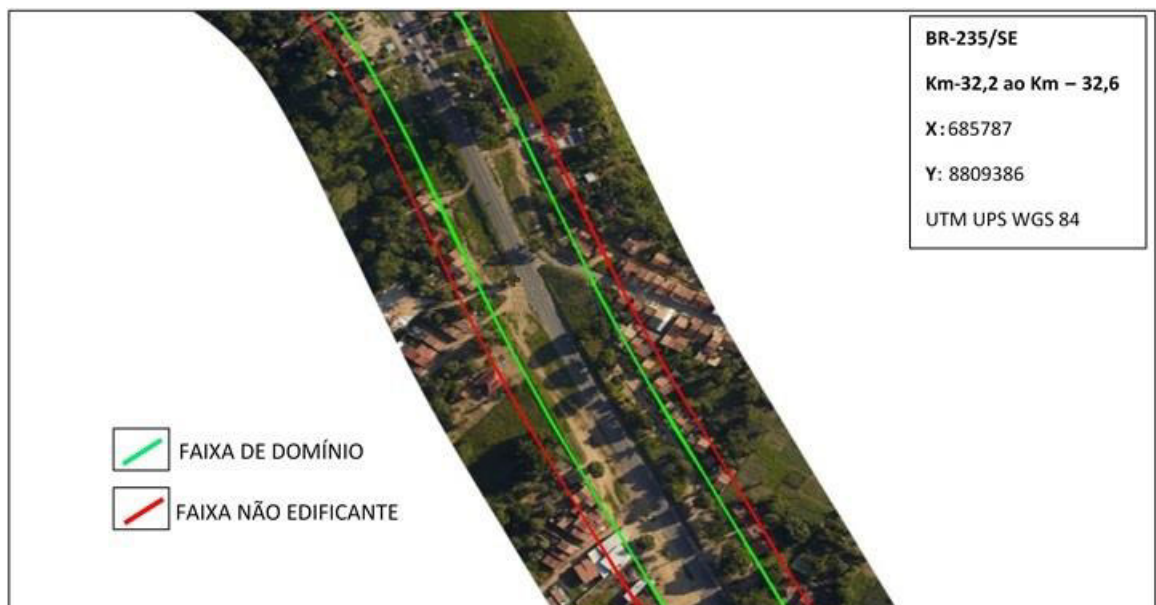 BR-235/SE
Km-32,2 ao Km – 32,6
X:685787
Y: 8809386
UTM UPS WGS 84
FAIXA DE DOMÍNIO
FAIXA NÃO EDIFICANTE